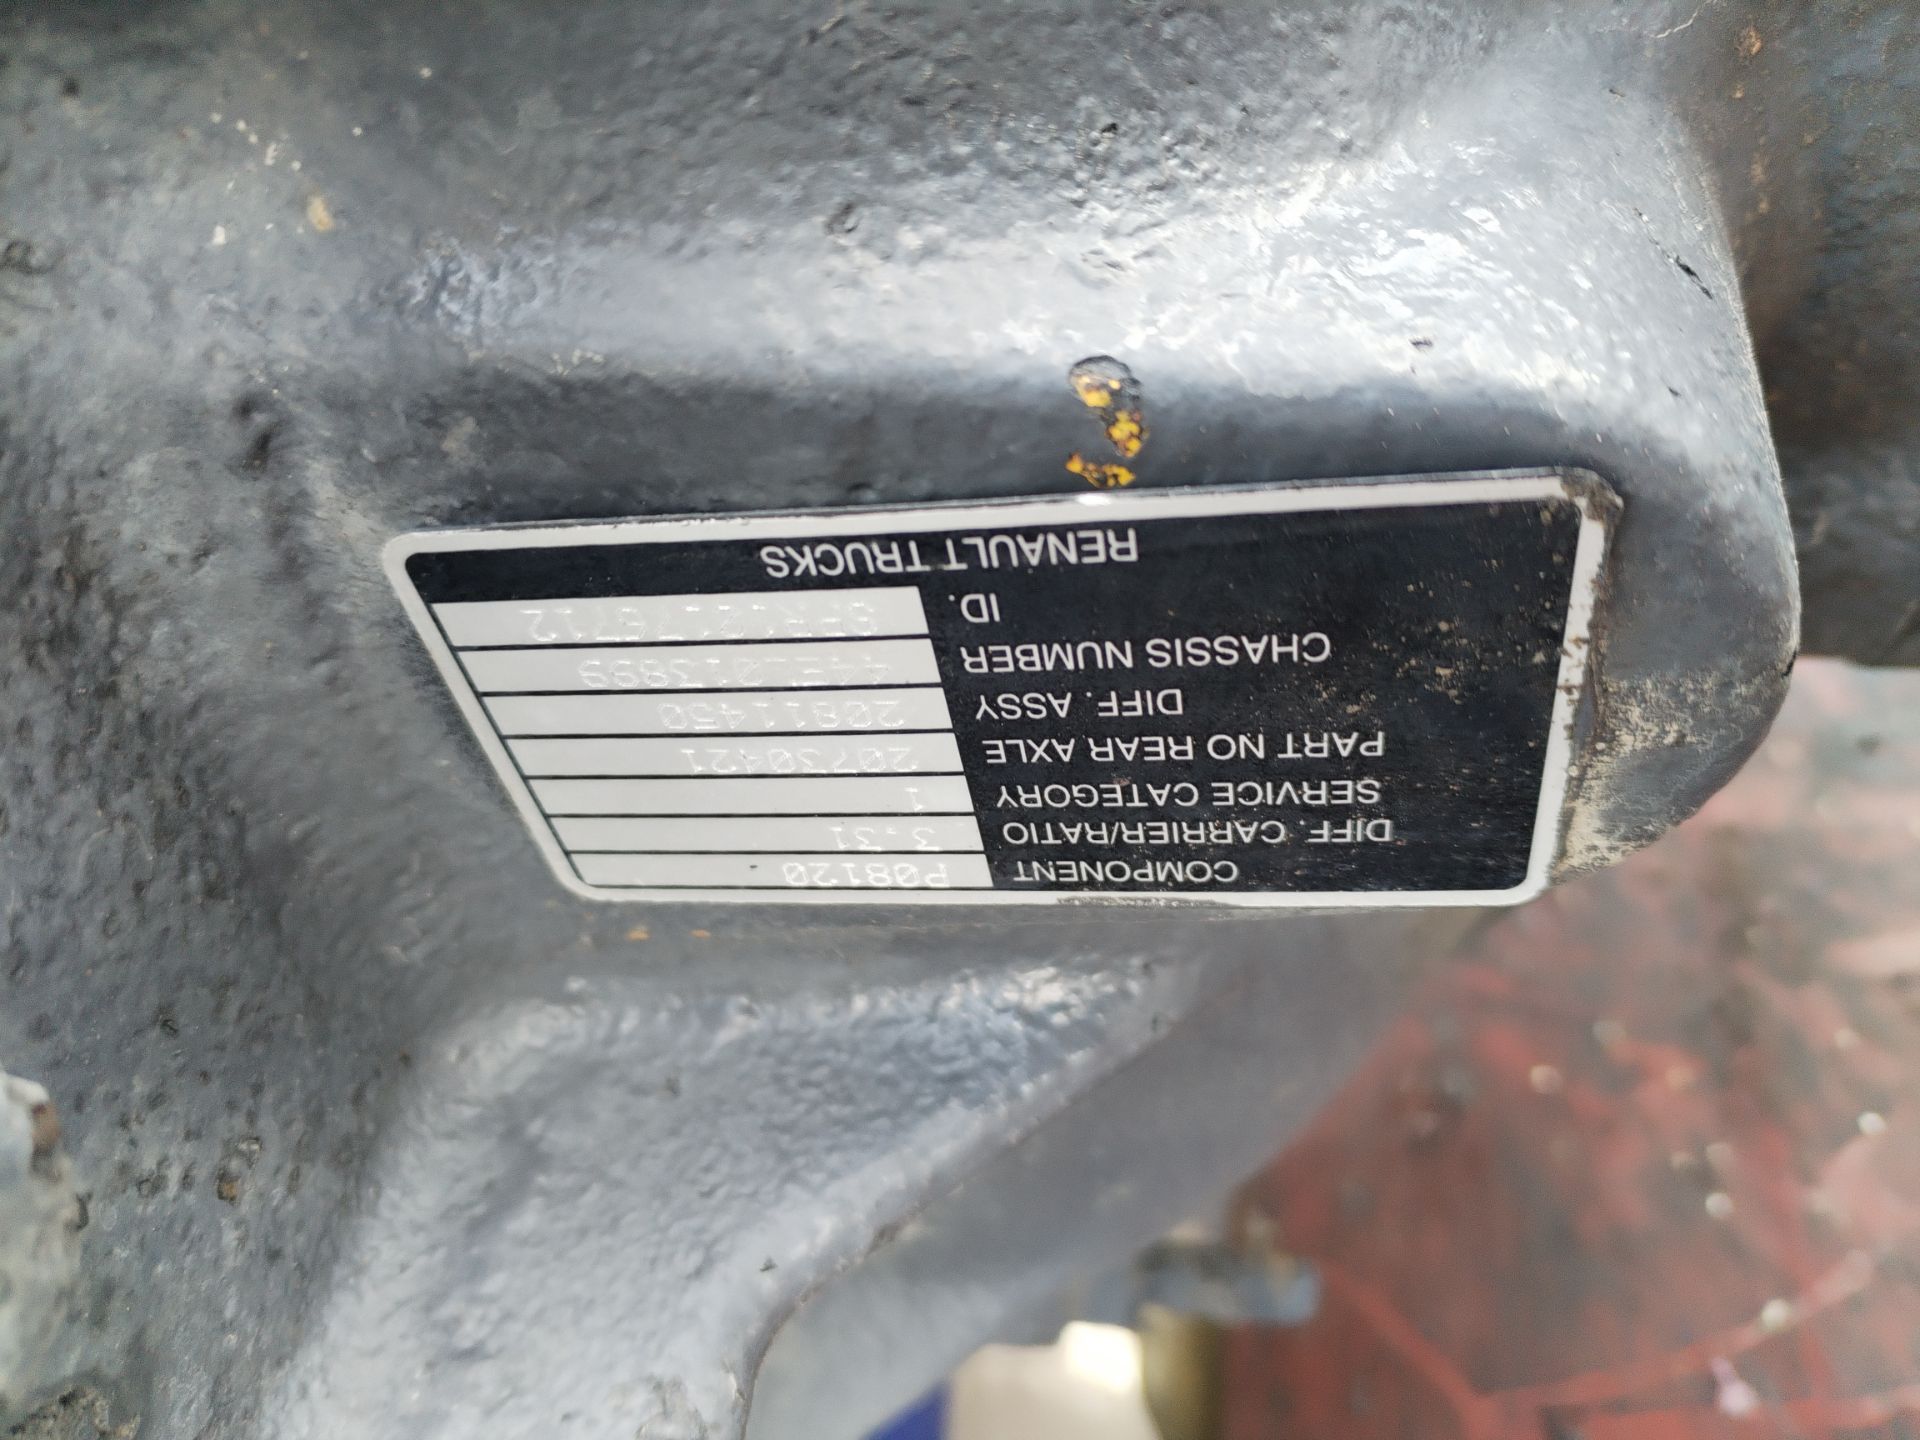 COMPONENT P08120
DIFF. CARRIER/RATIO 3.31
SERVICE CATEGORY 1
PART NO REAR AXLE 20730421
DIFF. ASSY 20811450
CHASSIS NUMBER
ID.
RENAULT TRUCKS